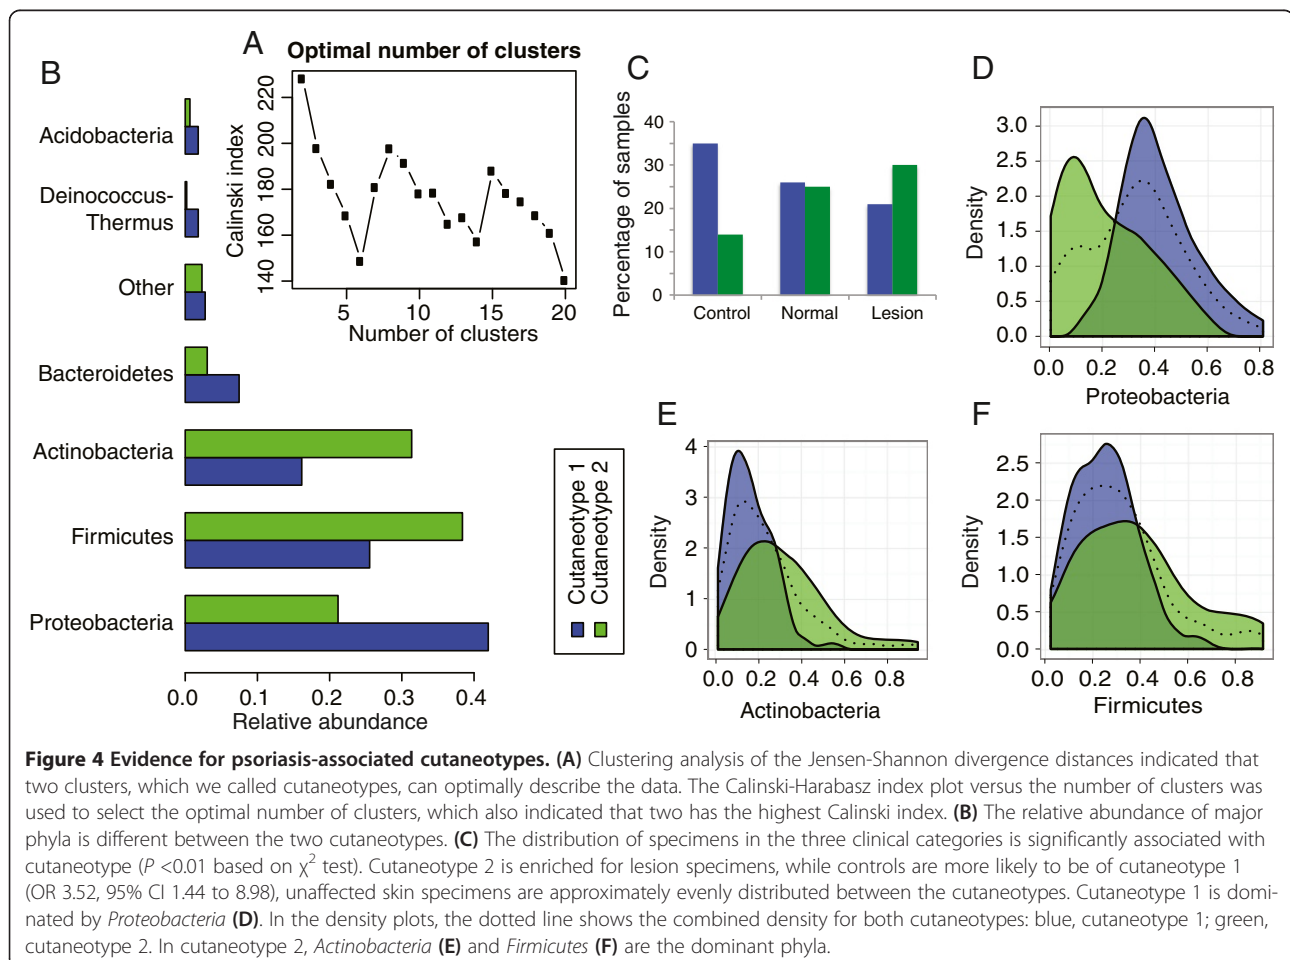 A
Optimal number of clusters
Calinski index
220
200
180
160
140
5
10
15
20
Number of clusters
B
Acidobacteria
Deinococcus-
Thermus
Other
Bacteroidetes
Actinobacteria
Firmicutes
Proteobacteria
0.0
0.1
0.2
0.3
0.4
Relative abundance
Cutaneotype 1
Cutaneotype 2
C
Percentage of samples
40
30
20
10
0
Control
Normal
Lesion
D
Density
3.0
2.5
2.0
1.5
1.0
0.5
0.0
0.0
0.2
0.4
0.6
0.8
Proteobacteria
E
Density
4
3
2
1
0
0.0
0.2
0.4
0.6
0.8
Actinobacteria
F
Density
2.5
2.0
1.5
1.0
0.5
0.0
0.0
0.2
0.4
0.6
0.8
Firmicutes
Figure 4 Evidence for psoriasis-associated cutaneotypes. (A) Clustering analysis of the Jensen-Shannon divergence distances indicated that
two clusters, which we called cutaneotypes, can optimally describe the data. The Calinski-Harabasz index plot versus the number of clusters was
used to select the optimal number of clusters, which also indicated that two has the highest Calinski index. (B) The relative abundance of major
phyla is different between the two cutaneotypes. (C) The distribution of specimens in the three clinical categories is significantly associated with
cutaneotype (P <0.01 based on χ² test). Cutaneotype 2 is enriched for lesion specimens, while controls are more likely to be of cutaneotype 1
(OR 3.52, 95% CI 1.44 to 8.98), unaffected skin specimens are approximately evenly distributed between the cutaneotypes. Cutaneotype 1 is domi-
nated by Proteobacteria (D). In the density plots, the dotted line shows the combined density for both cutaneotypes: blue, cutaneotype 1; green,
cutaneotype 2. In cutaneotype 2, Actinobacteria (E) and Firmicutes (F) are the dominant phyla.